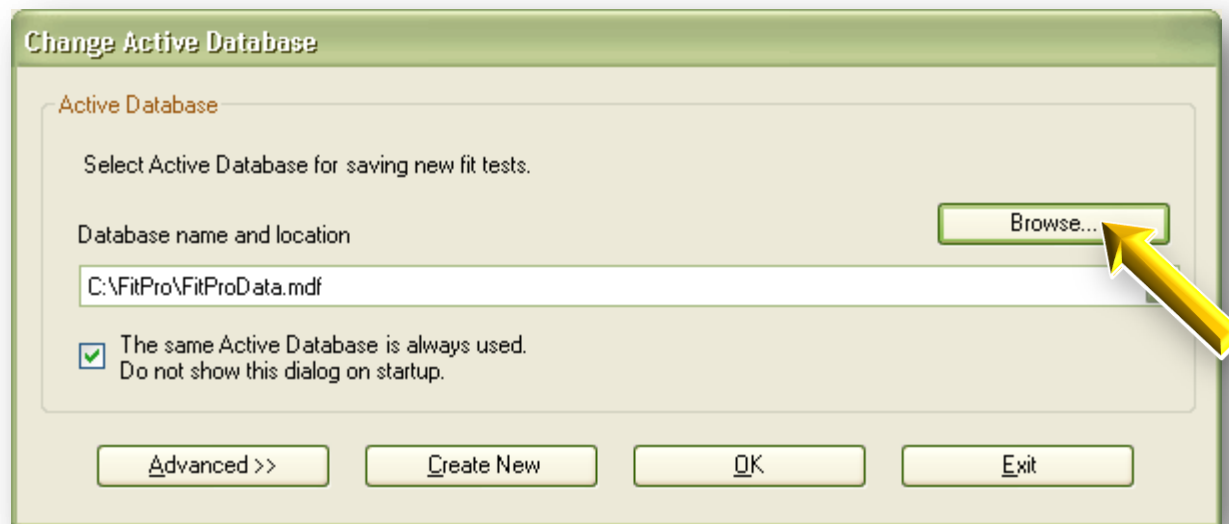 Change Active Database
Active Database
Select Active Database for saving new fit tests.
Browse...
Database name and location
C:\FitPro\FitProData.mdf
The same Active Database is always used.
Do not show this dialog on startup.
Advanced >>
Create New
OK
Exit